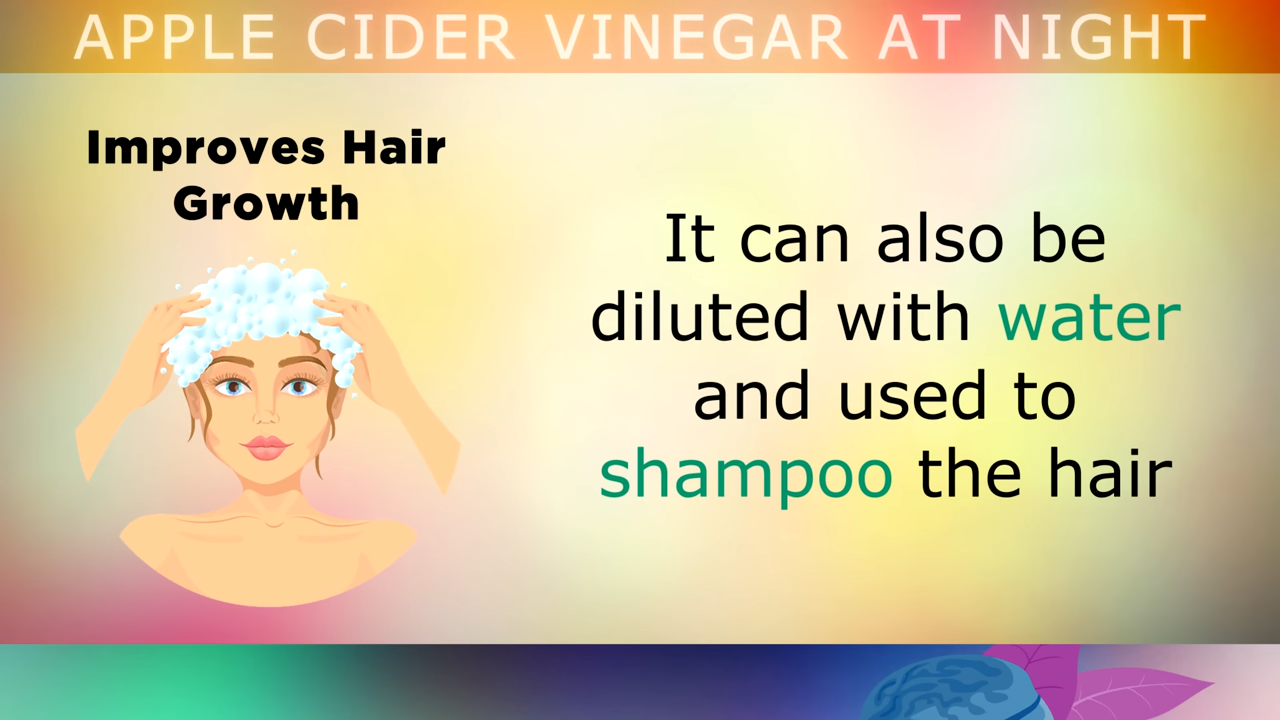 APPLE CIDER VINEGAR AT NIGHT
Improves Hair
Growth
It can also be
diluted with water
and used to
shampoo the hair